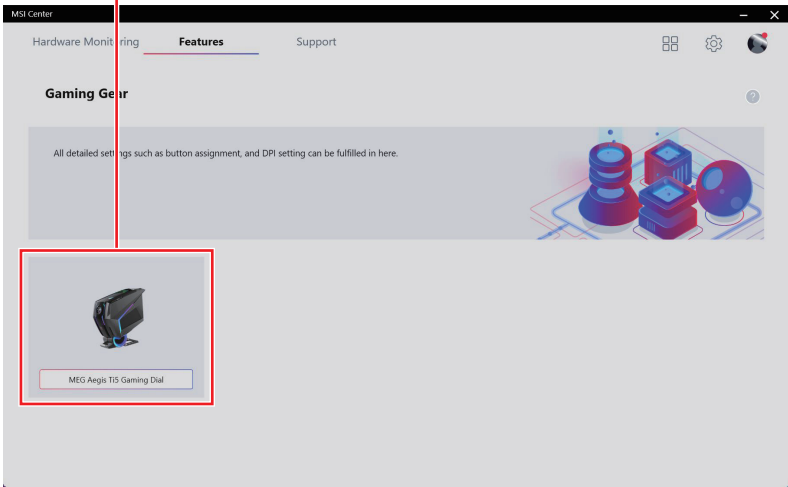 MSI Center
Hardware Monitoring Features Support
Gaming Gear
All detailed settings such as button assignment, and DPI setting can be fulfilled in here.
MEG Aegis Ti5 Gaming Dial